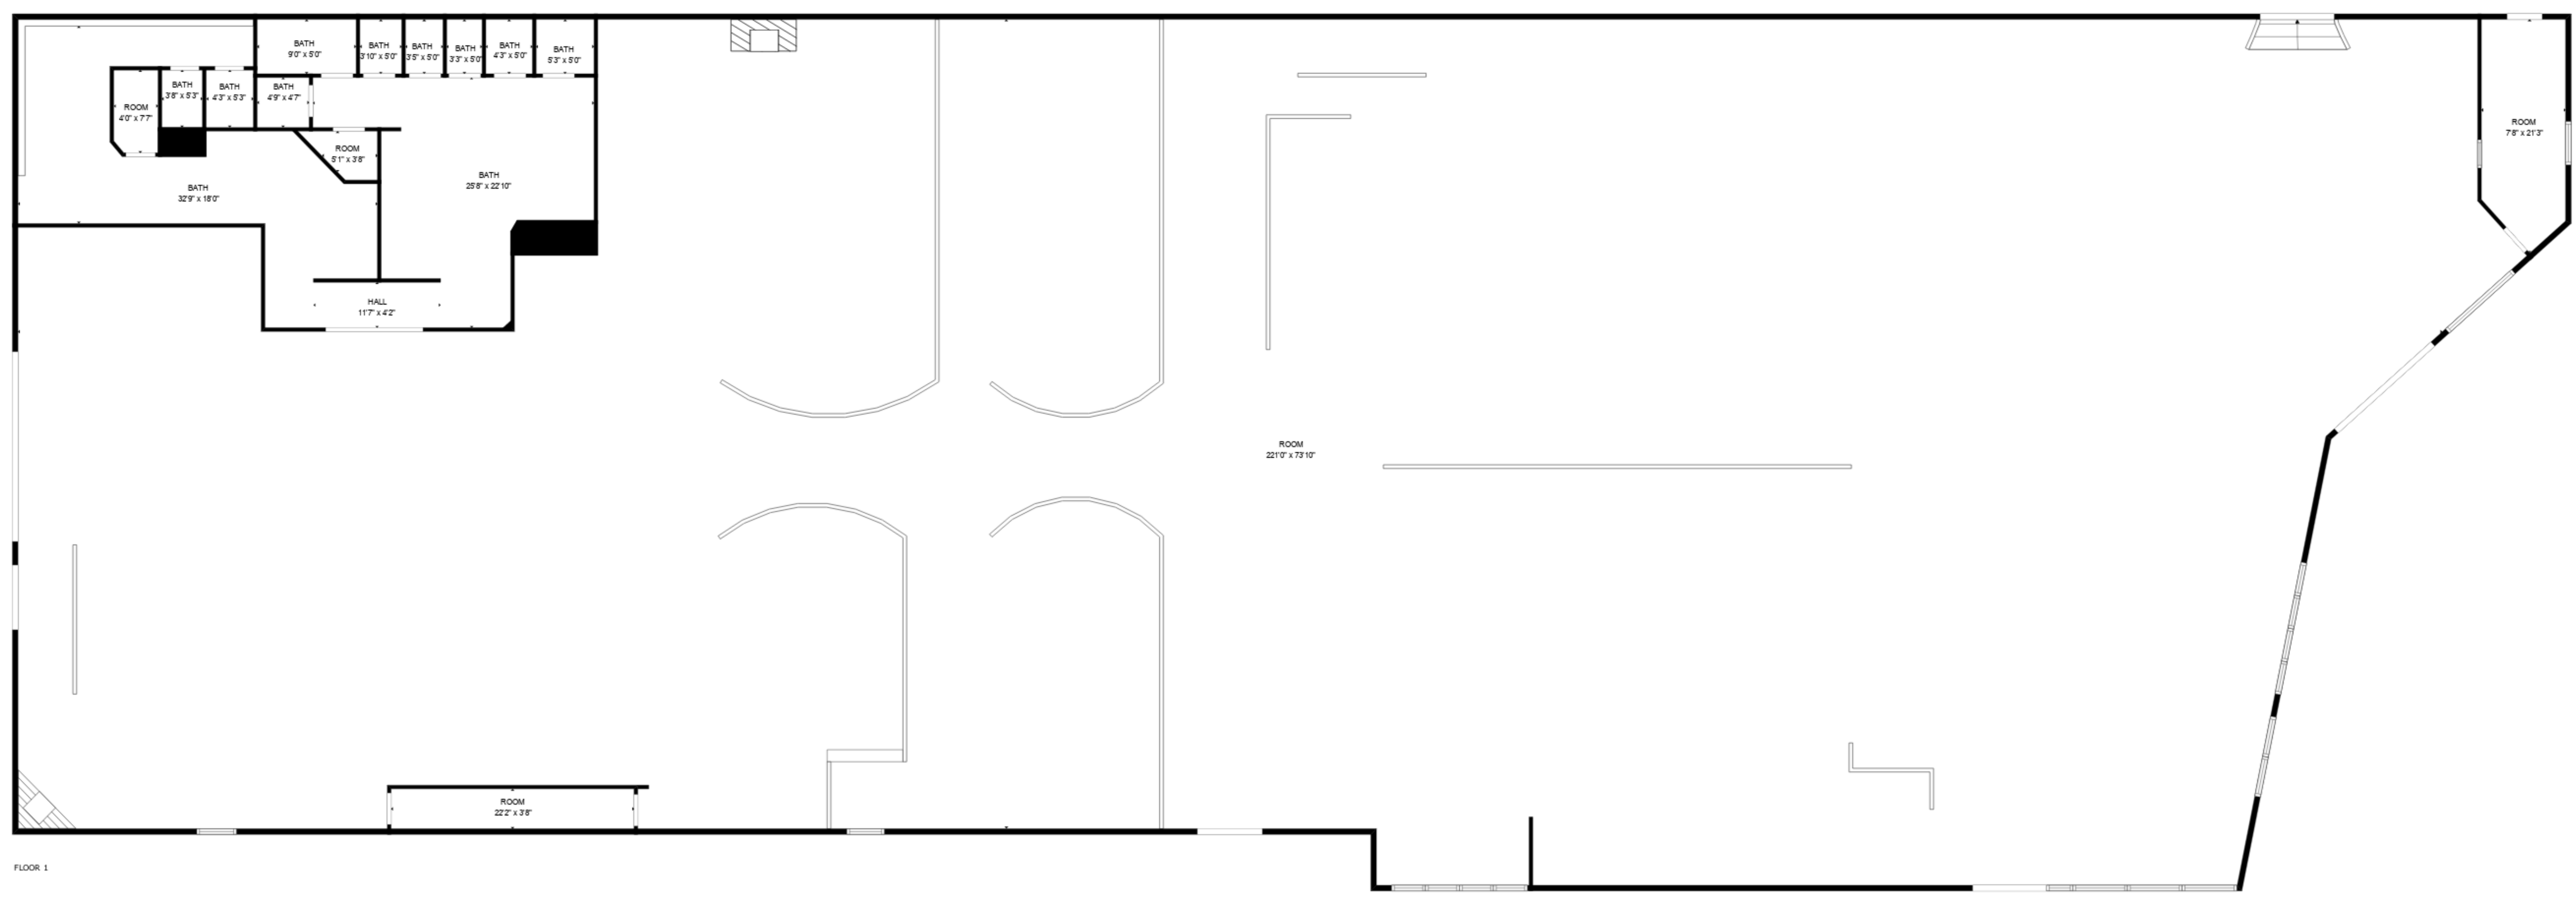 BATH
9'0" x 5'0"
BATH
3'10" x 5'0"
BATH
3'5" x 5'0"
BATH
3'3" x 5'0"
BATH
4'3" x 5'0"
BATH
5'3" x 5'0"
BATH
3'8" x 5'3"
BATH
4'3" x 5'3"
BATH
4'9" x 4'7"
ROOM
4'0" x 7'7"
ROOM
5'1" x 3'8"
BATH
32'9" x 18'0"
BATH
25'8" x 22'10"
HALL
11'7" x 4'2"
ROOM
7'8" x 21'3"
ROOM
221'0" x 73'10"
ROOM
22'2" x 3'8"
FLOOR 1